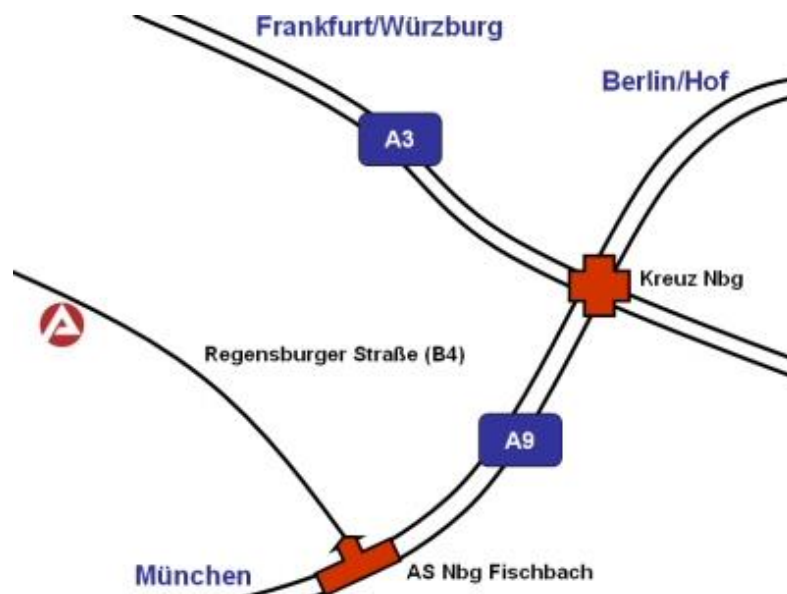 Frankfurt/Würzburg
Berlin/Hof
A3
Kreuz Nbg
Regensburger Straße (B4)
A9
München
AS Nbg Fischbach